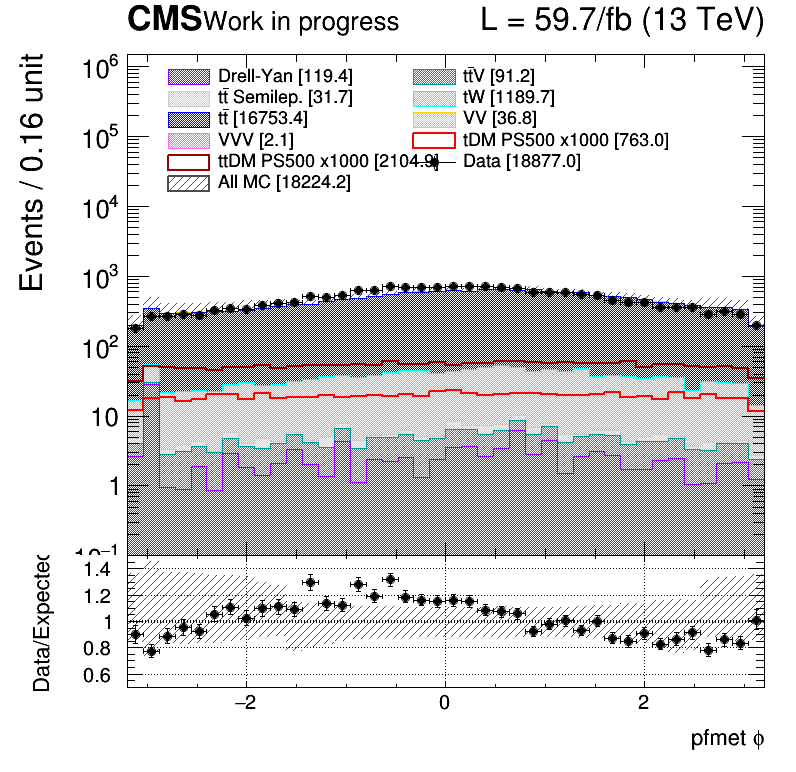 CMS Work in progress L = 59.7/fb (13 TeV)
Events / 0.16 unit
10⁶
10⁵
10⁴
10³
10²
10
1
10⁻¹
Drell-Yan [119.4] tt̄V [91.2]
tt̄ Semilep. [31.7] tW [1189.7]
tt̄ [16753.4] VV [36.8]
VVV [2.1] tDM PS500 x1000 [763.0]
ttDM PS500 x1000 [2104.9] Data [18877.0]
All MC [18224.2]
Data/Expected
1.4
1.2
1
0.8
0.6
−2 0 2
pfmet ϕ